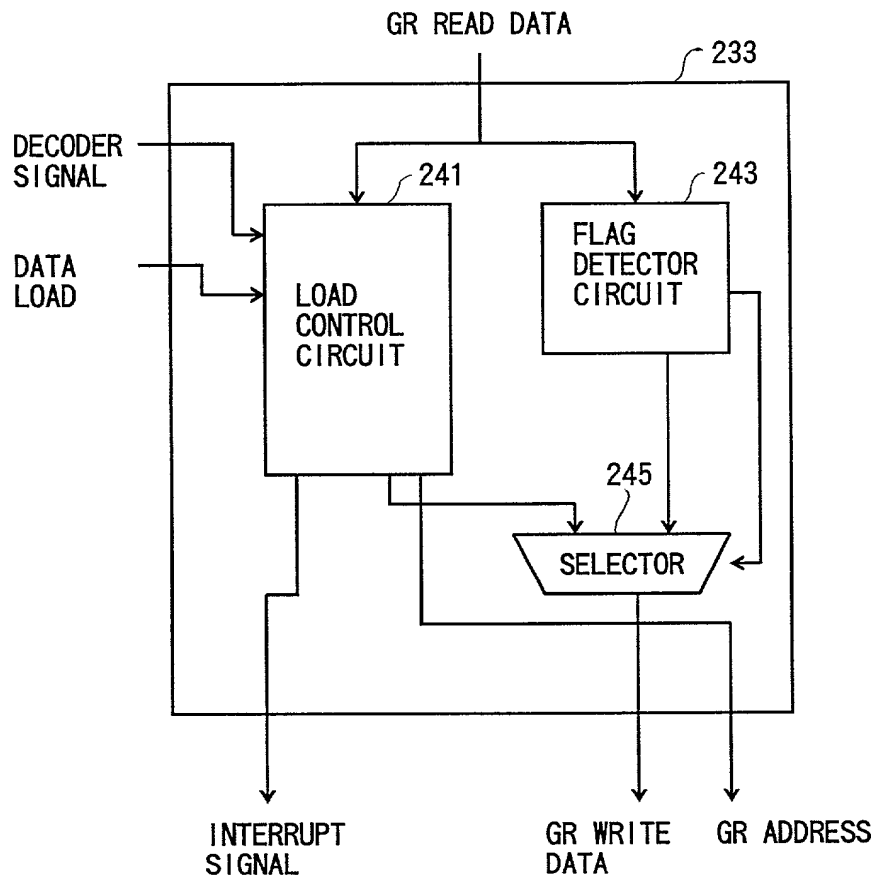 GR READ DATA
233
DECODER
SIGNAL
241
243
DATA
LOAD
LOAD
CONTROL
CIRCUIT
FLAG
DETECTOR
CIRCUIT
245
SELECTOR
INTERRUPT
SIGNAL
GR WRITE
DATA
GR ADDRESS